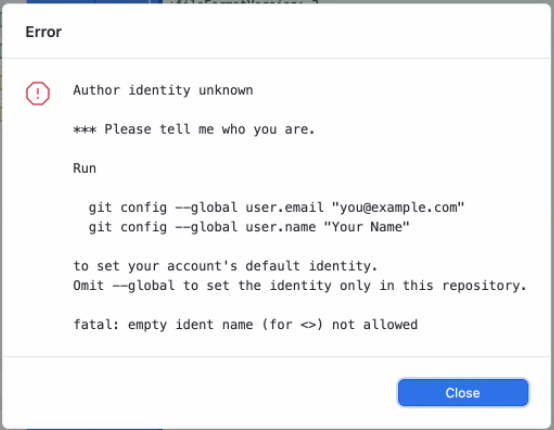 Error
Author identity unknown
*** Please tell me who you are.
Run
git config --global user.email "you@example.com"
git config --global user.name "Your Name"
to set your account's default identity.
Omit --global to set the identity only in this repository.
fatal: empty ident name (for <>) not allowed
Close